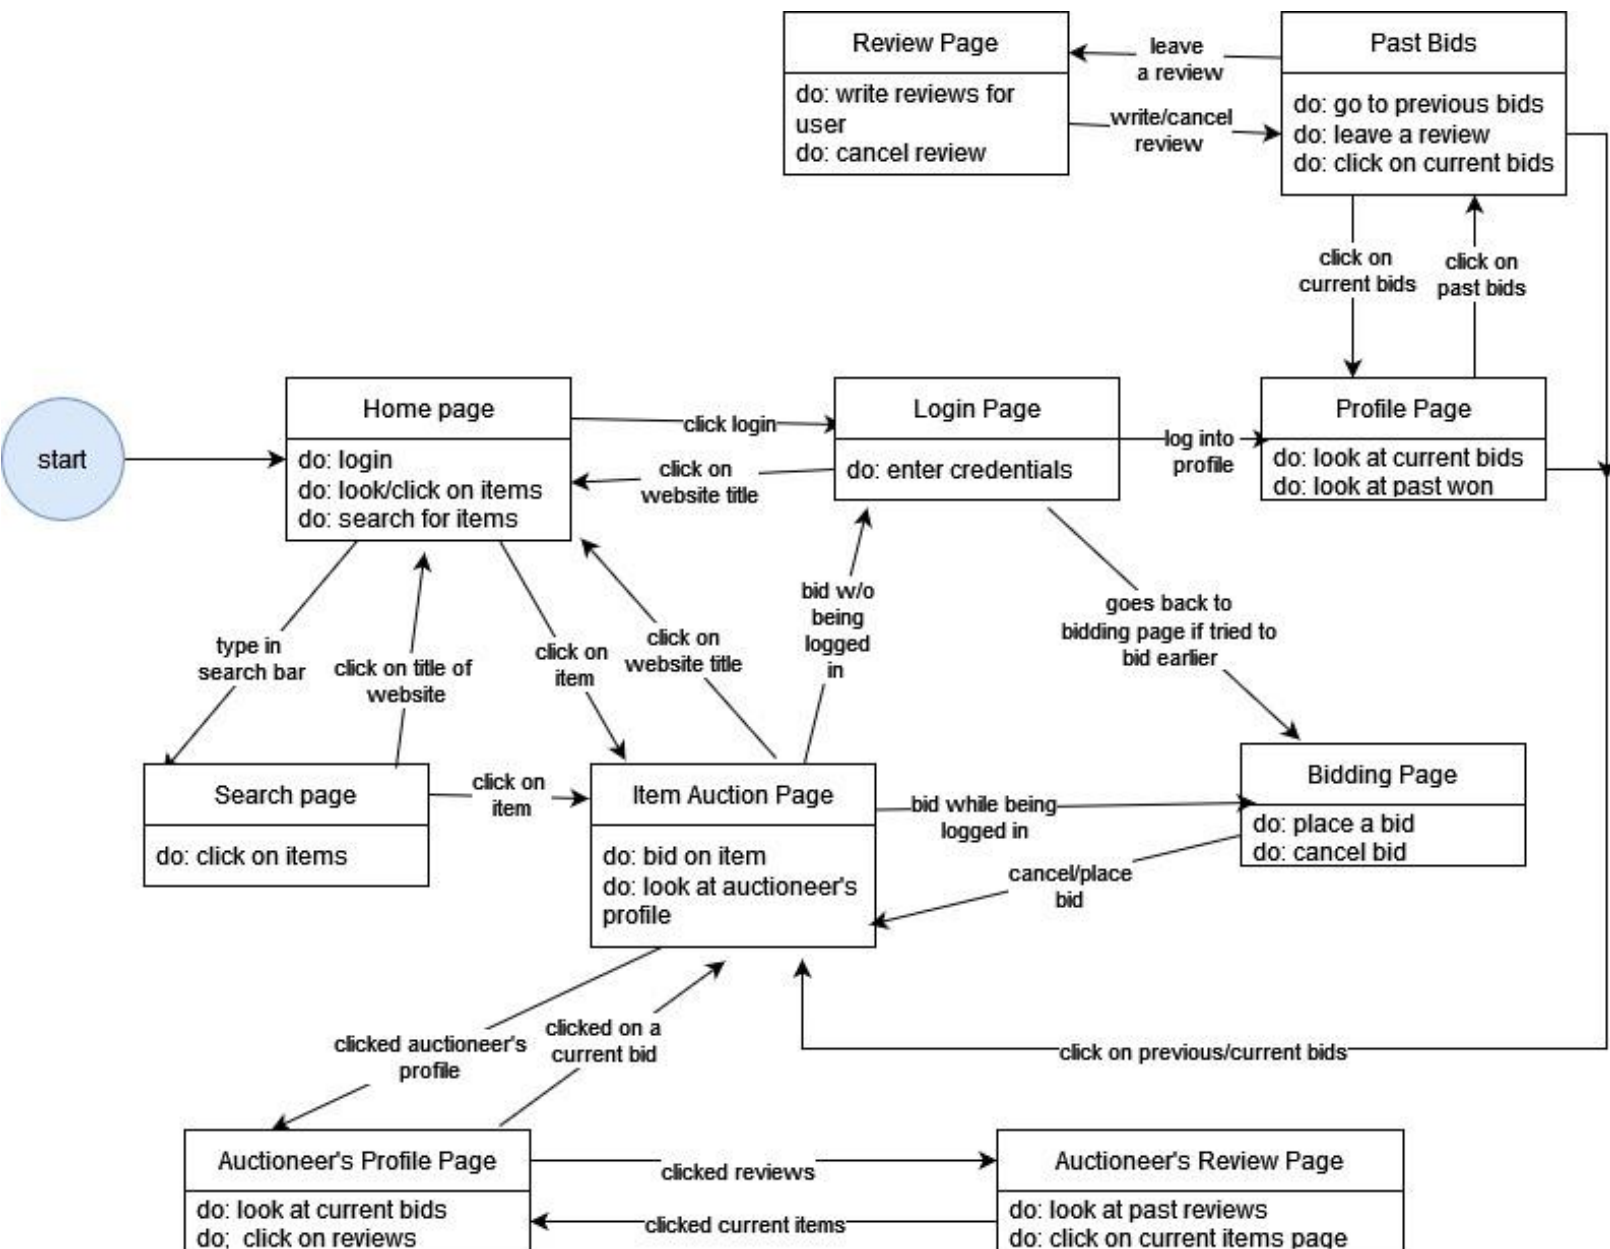 Review Page
do: write reviews for
user
do: cancel review
leave
a review
write/cancel
review
Past Bids
do: go to previous bids
do: leave a review
do: click on current bids
click on
current bids
click on
past bids
start
Home page
do: login
do: look/click on items
do: search for items
click login
click on
website title
Login Page
do: enter credentials
log into
profile
Profile Page
do: look at current bids
do: look at past won
type in
search bar
click on title of
website
click on
item
click on
website title
bid w/o
being
logged
in
goes back to
bidding page if tried to
bid earlier
Search page
do: click on items
click on
item
Item Auction Page
do: bid on item
do: look at auctioneer's
profile
bid while being
logged in
cancel/place
bid
Bidding Page
do: place a bid
do: cancel bid
clicked auctioneer's
profile
clicked on a
current bid
click on previous/current bids
Auctioneer's Profile Page
do: look at current bids
do; click on reviews
clicked reviews
clicked current items
Auctioneer's Review Page
do: look at past reviews
do: click on current items page